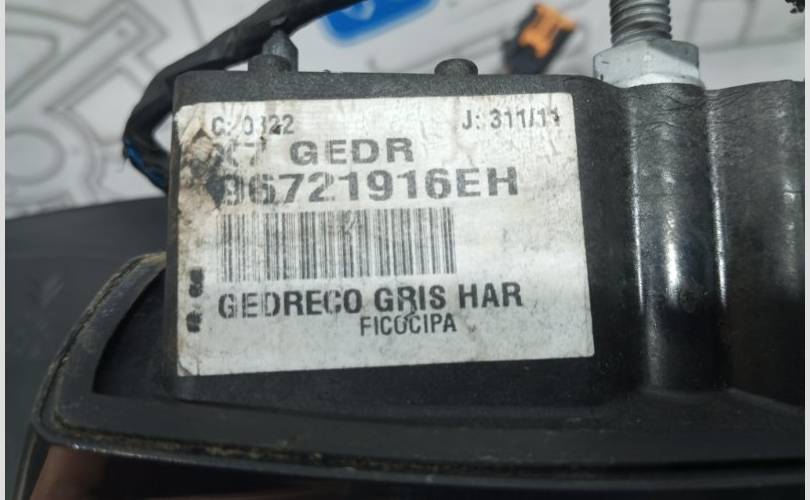 C: 0322 J: 311/11
GEDR
96721916EH
GEDRECO GRIS HAR
FICOCIPA